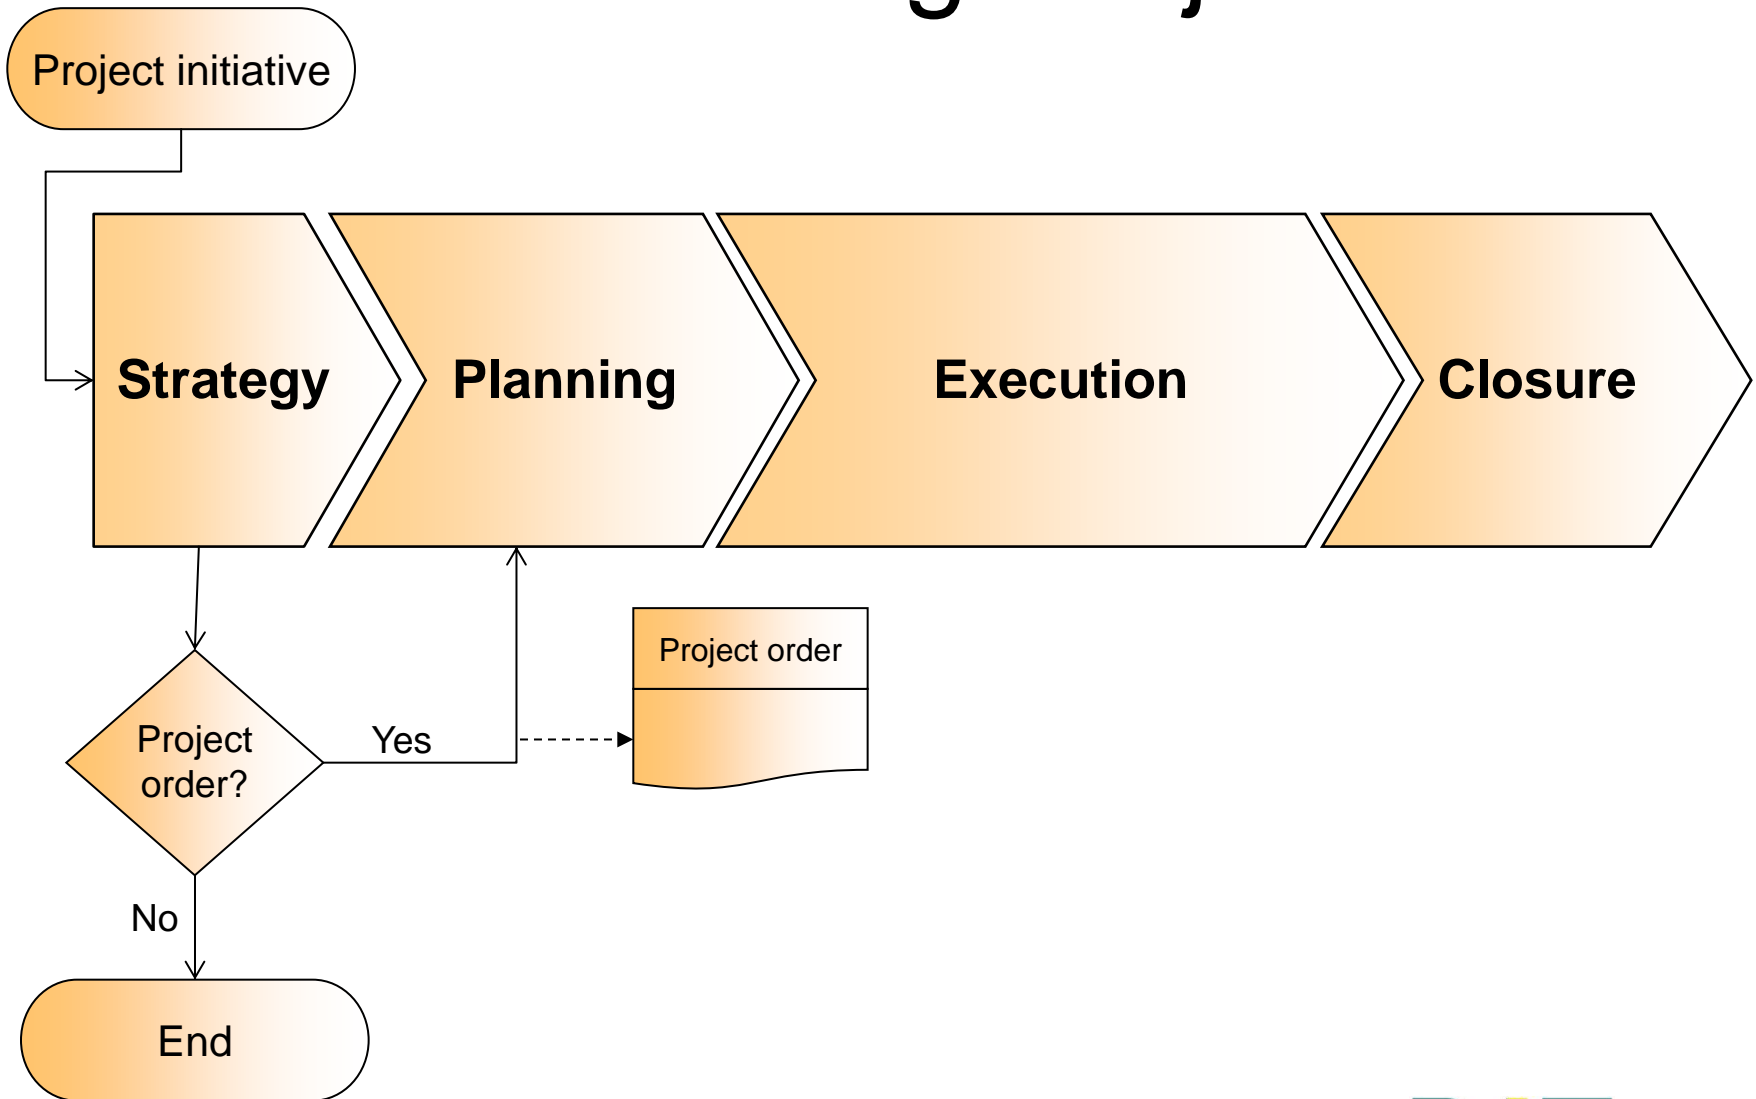 Project initiative
Strategy
Planning
Execution
Closure
Project order
Project
order?
Yes
No
End